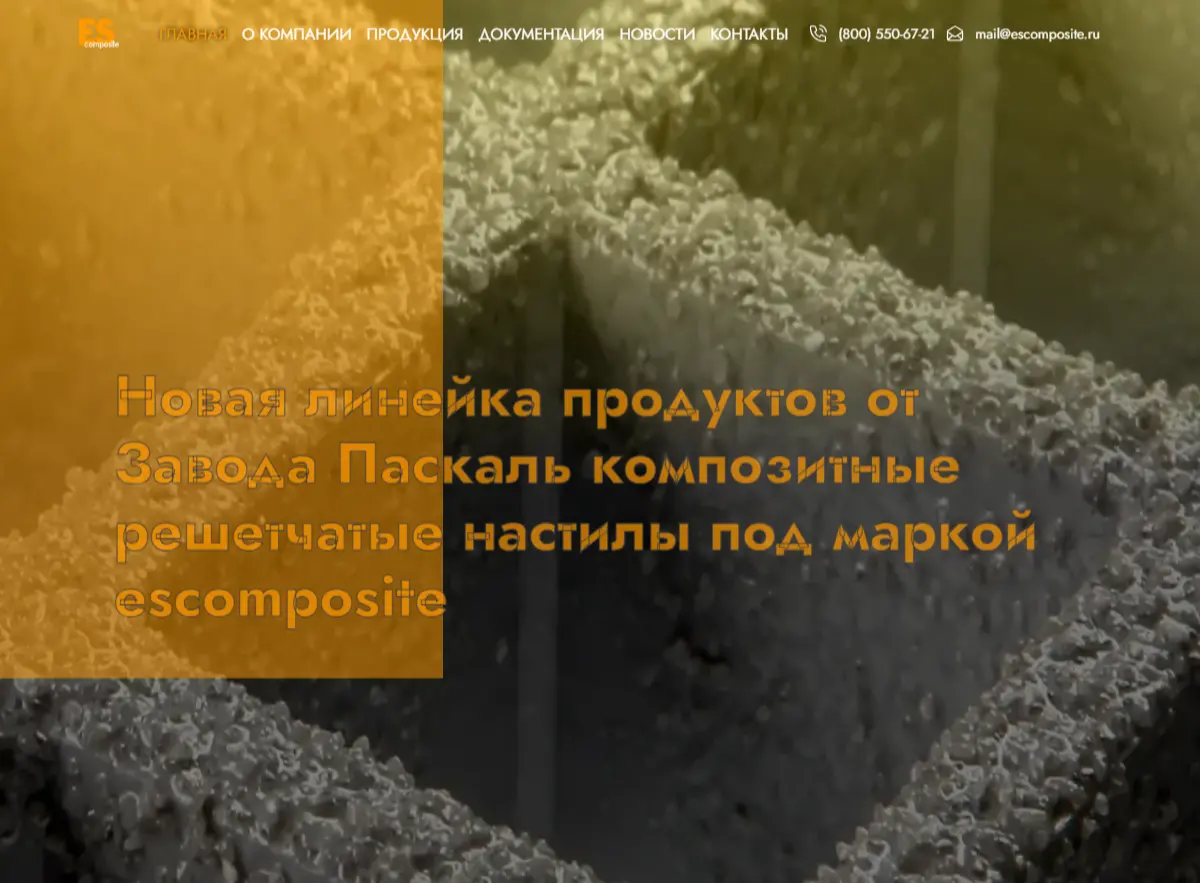 ES
composite
ГЛАВНАЯ О КОМПАНИИ ПРОДУКЦИЯ ДОКУМЕНТАЦИЯ НОВОСТИ КОНТАКТЫ (800) 550-67-21 mail@escomposite.ru
Новая линейка продуктов от
Завода Паскаль композитные
решетчатые настилы под маркой
escomposite